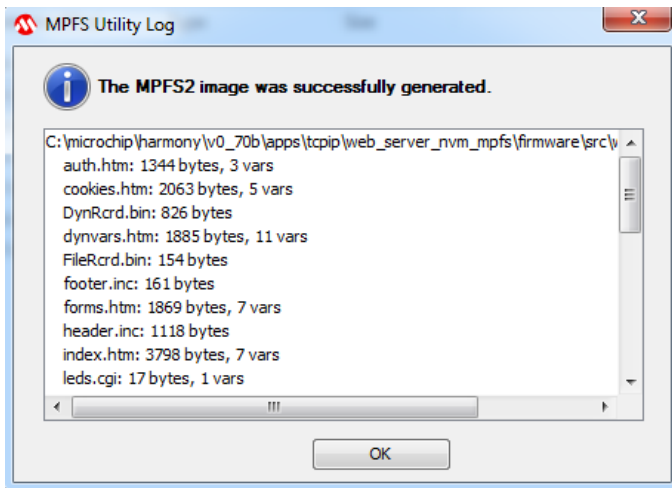 MPFS Utility Log
The MPFS2 image was successfully generated.
C:\microchip\harmony\v0_70b\apps\tcpip\web_server_nvm_mpfs\firmware\src\
auth.htm: 1344 bytes, 3 vars
cookies.htm: 2063 bytes, 5 vars
DynRcrd.bin: 826 bytes
dynvars.htm: 1885 bytes, 11 vars
FileRcrd.bin: 154 bytes
footer.inc: 161 bytes
forms.htm: 1869 bytes, 7 vars
header.inc: 1118 bytes
index.htm: 3798 bytes, 7 vars
leds.cgi: 17 bytes, 1 vars
OK